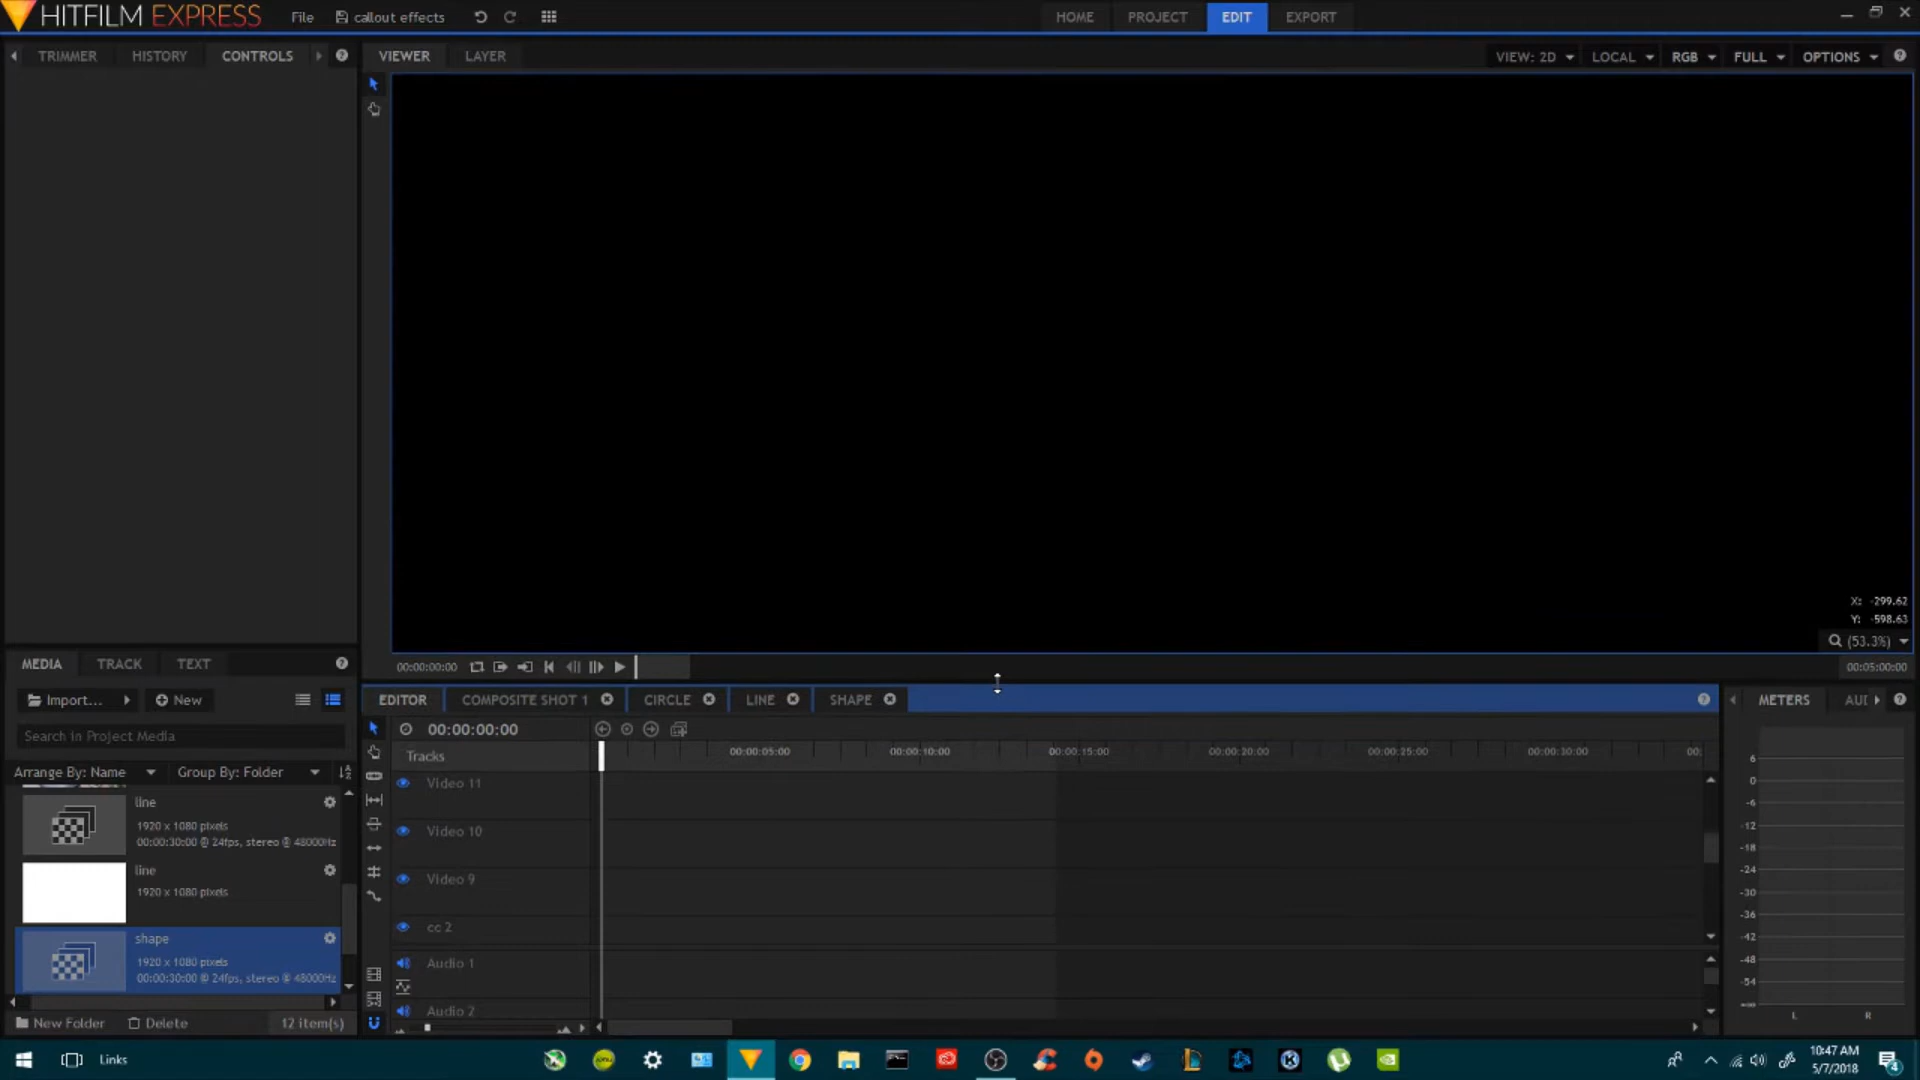 HITFILM EXPRESS
File
callout effects
HOME
PROJECT
EDIT
EXPORT
TRIMMER
HISTORY
CONTROLS
VIEWER
LAYER
VIEW: 2D
LOCAL
RGB
FULL
OPTIONS
X: -299.62
Y: -598.63
(53.3%)
00:00:00:00
00:05:00:00
MEDIA
TRACK
TEXT
Import...
New
Search in Project Media
Arrange By: Name
Group By: Folder
line
1920 x 1080 pixels
00:00:30:00 @ 24fps, stereo @ 48000Hz
line
1920 x 1080 pixels
shape
1920 x 1080 pixels
00:00:30:00 @ 24fps, stereo @ 48000Hz
New Folder
Delete
12 item(s)
EDITOR
COMPOSITE SHOT 1
CIRCLE
LINE
SHAPE
00:00:00:00
Tracks
00:00:05:00
00:00:10:00
00:00:15:00
00:00:20:00
00:00:25:00
00:00:30:00
00:
Video 11
Video 10
Video 9
cc 2
Audio 1
Audio 2
METERS
AUI
6
0
-6
-12
-18
-24
-30
-36
-42
-48
-54
L
R
Links
10:47 AM
5/7/2018
4